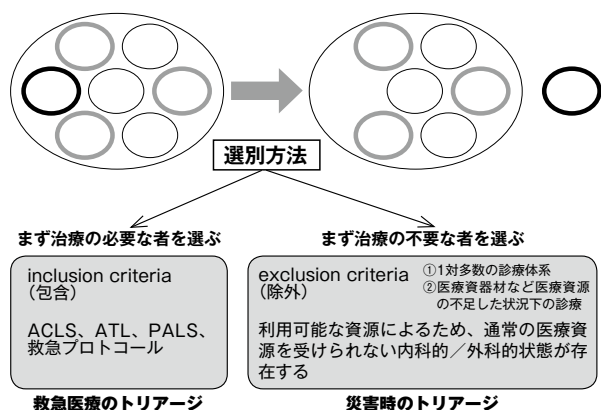 選別方法
まず治療の必要な者を選ぶ
inclusion criteria
(包含)
ACLS、ATL、PALS、
救急プロトコール
救急医療のトリアージ
まず治療の不要な者を選ぶ
exclusion criteria
(除外)
①1対多数の診療体系
②医療資器材など医療資源
の不足した状況下の診療
利用可能な資源によるため、通常の医療資
源を受けられない内科的／外科的状態が存
在する
災害時のトリアージ